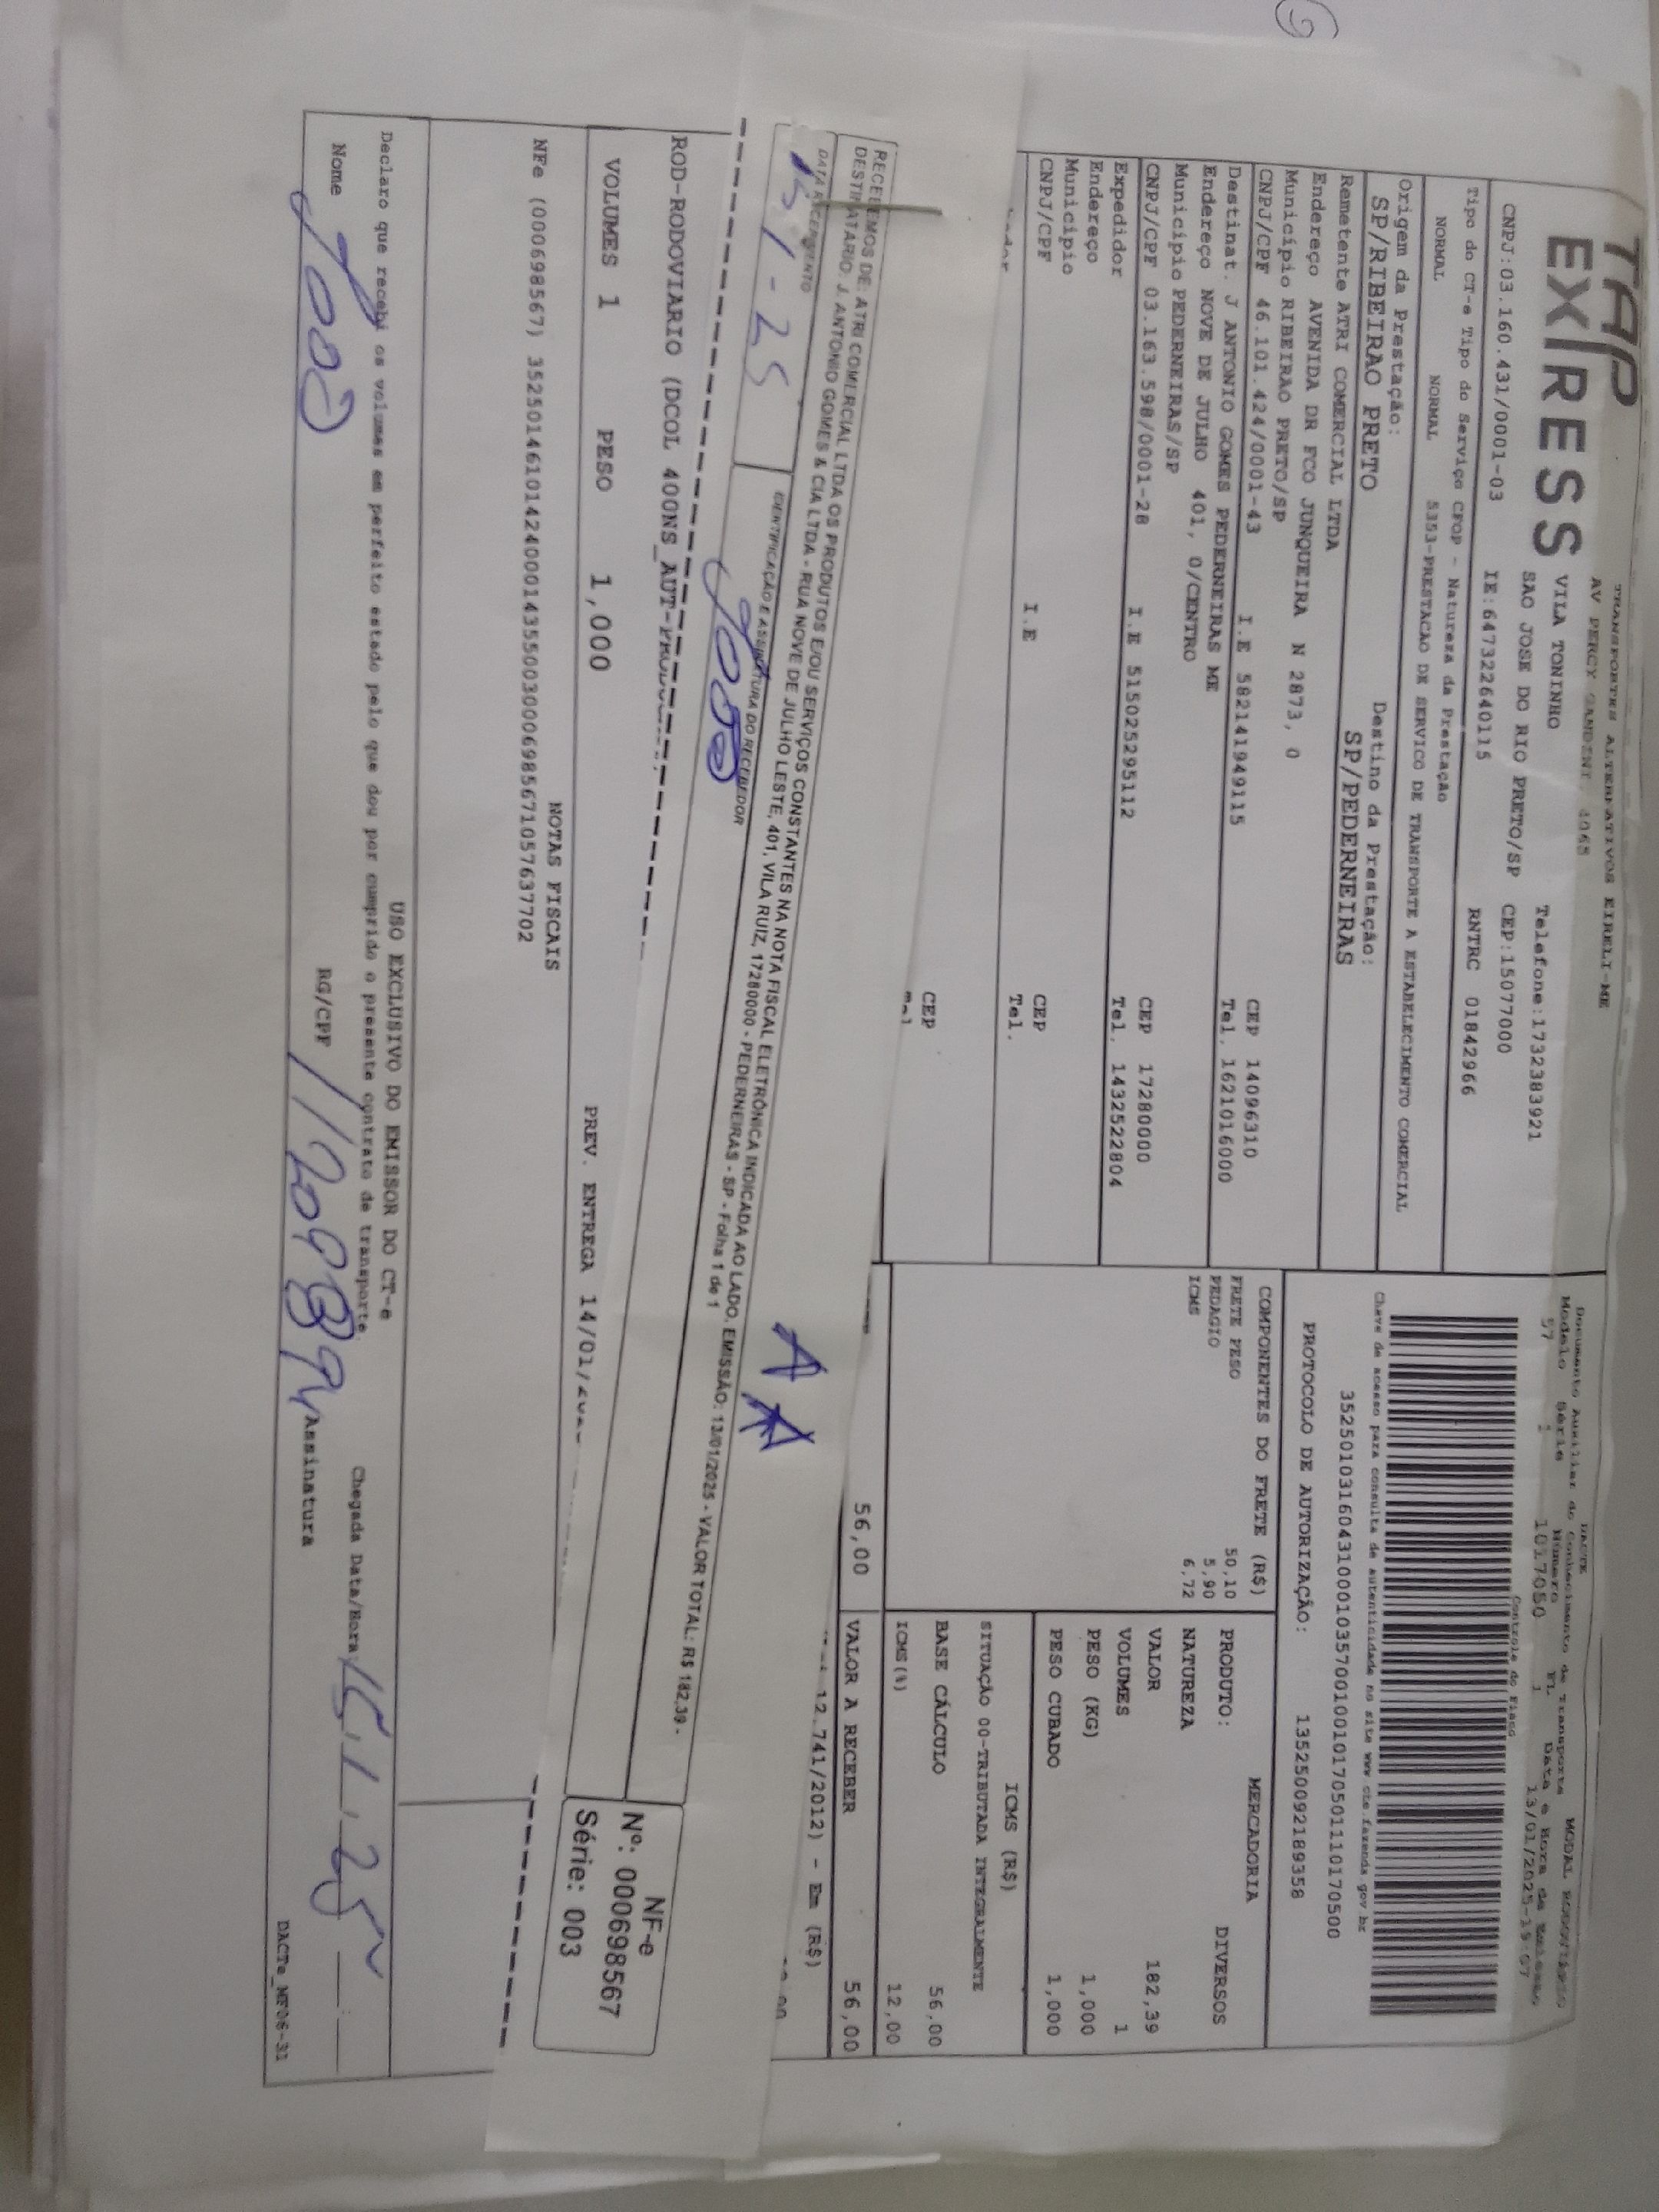 TAP
EXPRESS
TRANSPORTES ALTERNATIVOS EIRELI-ME
AV PERCY GANDINI 4065
VILA TONINHO
SAO JOSE DO RIO PRETO/SP
Telefone:1732383921
CEP:15077000
CNPJ:03.160.431/0001-03
IE:647322640115
RNTRC 01842966
DACTE
Documento Auxiliar do Conhecimento de Transporte
MODAL RODOVIÁRIO
Modelo Série Número FL Data e Hora de Emissão
57 1 1017050 1 13/01/2025-19:07
Controle do Fisco
Chave de acesso para consulta de autenticidade no site www.cte.fazenda.gov.br
PROTOCOLO DE AUTORIZAÇÃO: 135250092189358
Tipo do CT-e Tipo do Serviço CFOP - Natureza da Prestação
NORMAL NORMAL 5353-PRESTACAO DE SERVICO DE TRANSPORTE A ESTABELECIMENTO COMERCIAL
Origem da Prestação:
SP/RIBEIRAO PRETO
Destino da Prestação:
SP/PEDERNEIRAS
Remetente ATRI COMERCIAL LTDA
Endereço AVENIDA DR FCO JUNQUEIRA N 2873, 0
Município RIBEIRAO PRETO/SP CEP 14096310
CNPJ/CPF 46.101.424/0001-43 I.E 582141949115 Tel. 1621016000
Destinat. J ANTONIO GOMES PEDERNEIRAS ME
Endereço NOVE DE JULHO 401, 0/CENTRO
Município PEDERNEIRAS/SP CEP 17280000
CNPJ/CPF 03.163.598/0001-28 I.E 515025295112 Tel. 1432522804
Expedidor
Endereço
Município CEP
CNPJ/CPF I.E Tel.
CEP
COMPONENTES DO FRETE (R$)
FRETE PESO 50,10
PEDAGIO 5,90
ICMS 6,72
MERCADORIA
PRODUTO: DIVERSOS
NATUREZA
VALOR 182,39
VOLUMES 1
PESO (KG) 1,000
PESO CUBADO 1,000
ICMS (R$)
SITUAÇÃO 00-TRIBUTADA INTEGRALMENTE
BASE CÁLCULO 56,00
ICMS(%) 12,00
56,00 VALOR A RECEBER 56,00
12.741/2012) - Em (R$)
RECEBEMOS DE: ATRI COMERCIAL LTDA OS PRODUTOS E/OU SERVIÇOS CONSTANTES NA NOTA FISCAL ELETRÔNICA INDICADA AO LADO. EMISSÃO: 13/01/2025 - VALOR TOTAL: R$ 182,39 -
DESTINATÁRIO: J. ANTONIO GOMES & CIA LTDA - RUA NOVE DE JULHO LESTE, 401, VILA RUIZ, 17280000 - PEDERNEIRAS - SP - Folha 1 de 1
DATA RECEBIMENTO
IDENTIFICAÇÃO E ASSINATURA DO RECEBEDOR
NF-e
Nº: 000698567
Série: 003
ROD-RODOVIARIO (DCOL 400NS_AUT-
VOLUMES 1 PESO 1,000 PREV. ENTREGA 14/01/
NOTAS FISCAIS
NFe (000698567) 35250146101424000143550030006985671057637702
USO EXCLUSIVO DO EMISSOR DO CT-e
Declaro que recebi os volumes em perfeito estado pelo que dou por cumprido o presente contrato de transporte
Chegada Data/Hora
Nome RG/CPF Assinatura
DACTe_MF06-31